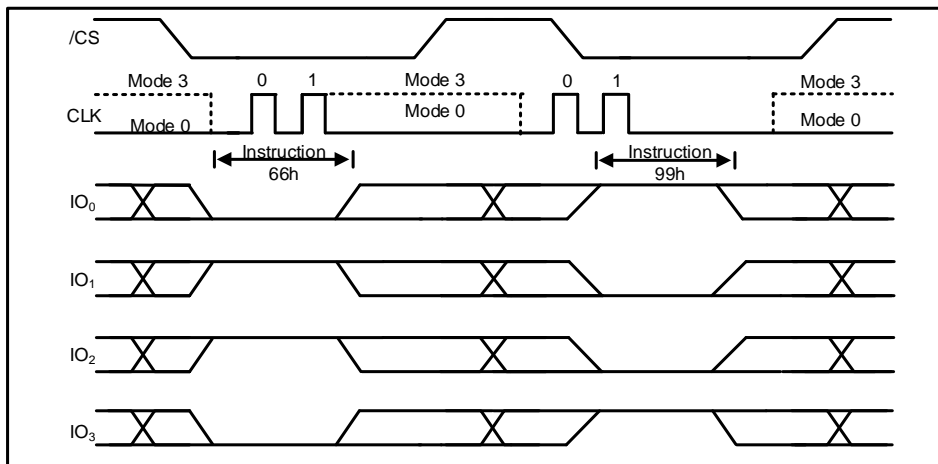 /CS
Mode 3 0 1 Mode 3 0 1 Mode 3
CLK Mode 0 Mode 0 Mode 0
Instruction Instruction
66h 99h
IO₀
IO₁
IO₂
IO₃